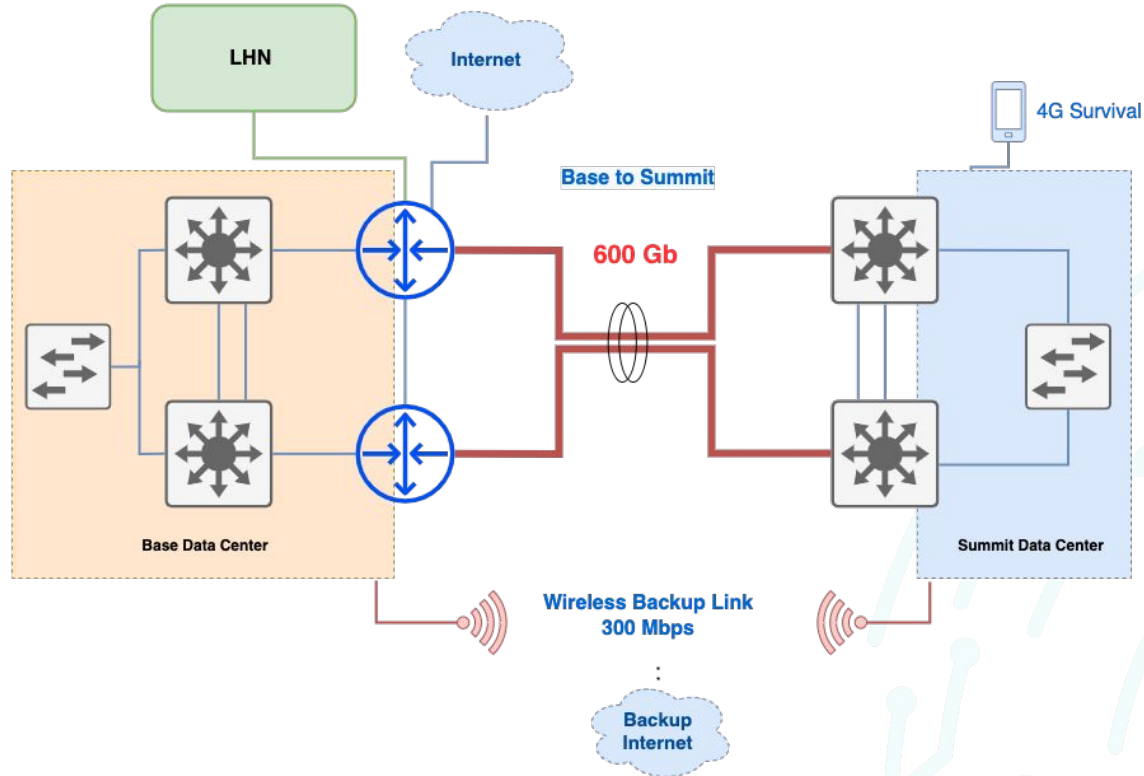 LHN
Internet
4G Survival
Base to Summit
600 Gb
Base Data Center
Summit Data Center
Wireless Backup Link
300 Mbps
:
Backup
Internet